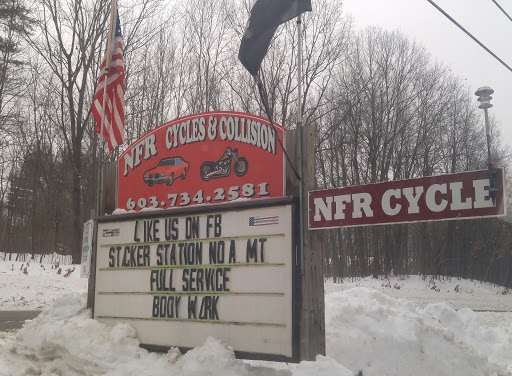 NFR CYCLES & COLLISION
603.734.2581
LIKE US ON FB
STICKER STATION NO A MT
FULL SERVICE
BODY WORK
NFR CYCLE